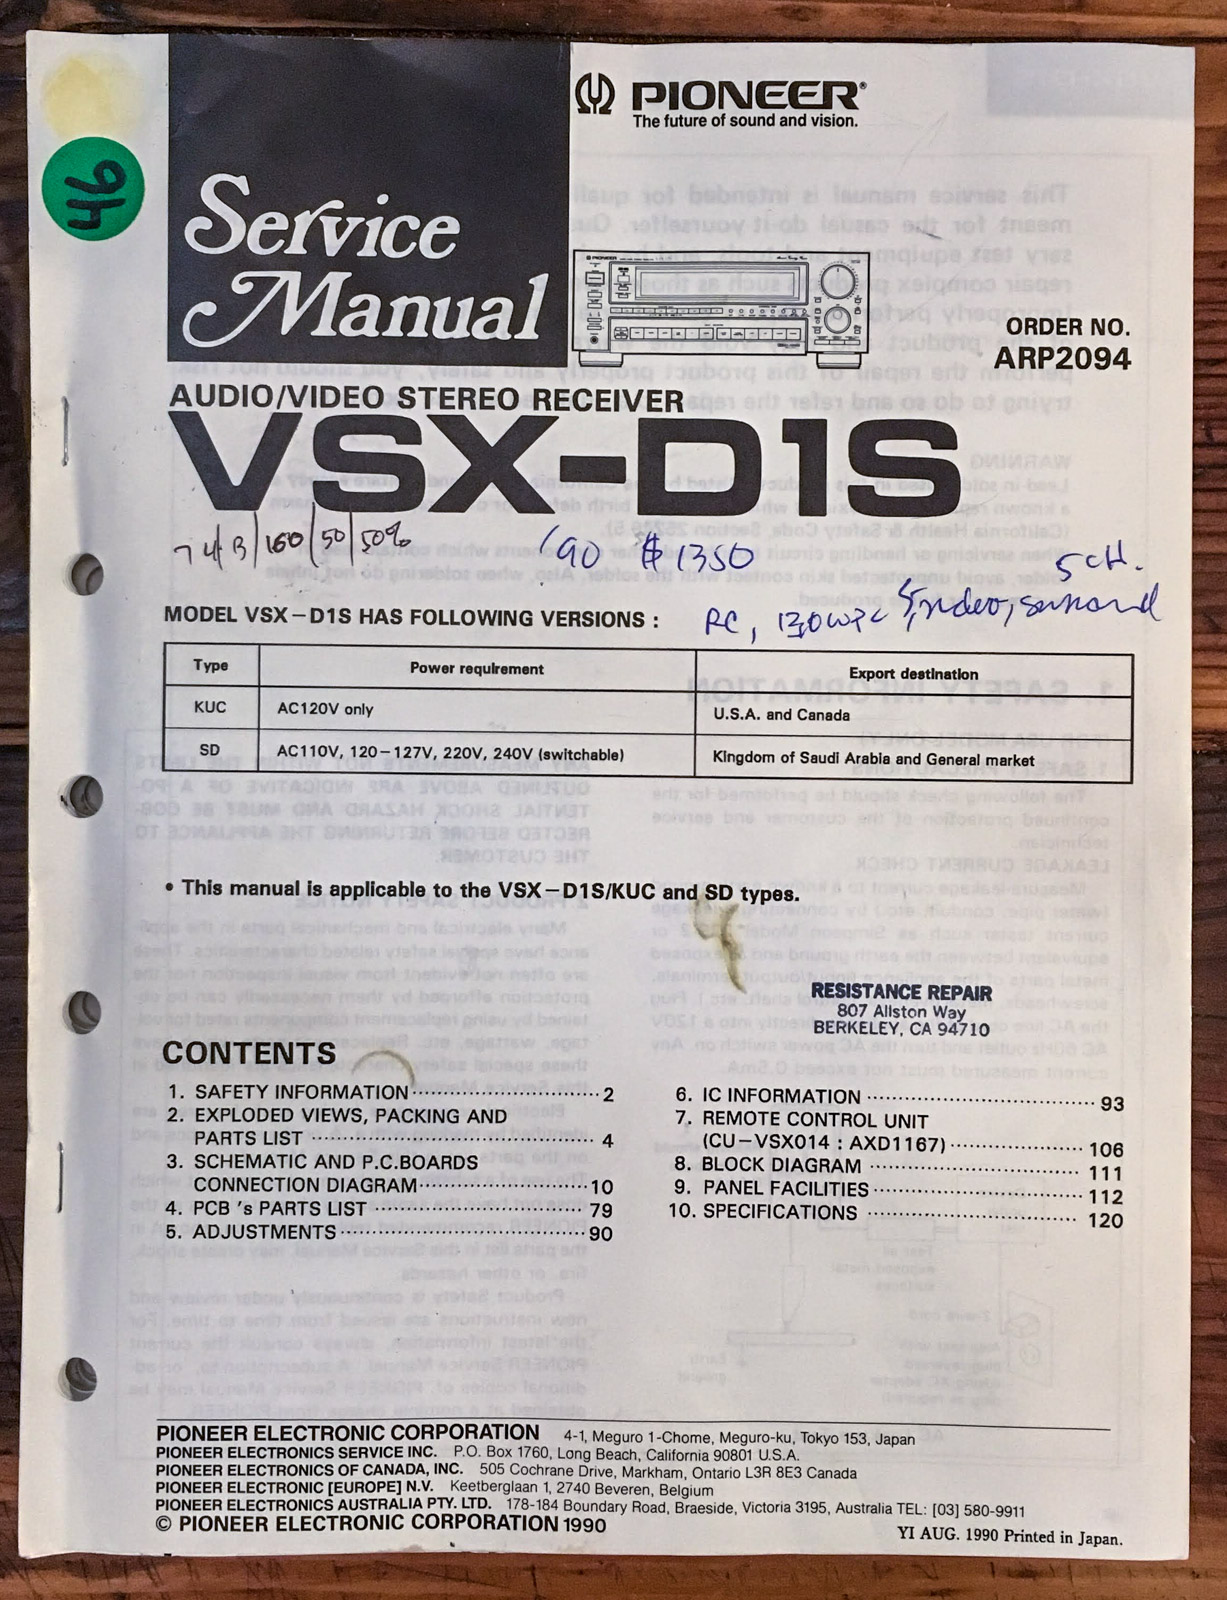 PIONEER®
The future of sound and vision.
46
Service
Manual
PIONEER
ORDER NO.
ARP2094
AUDIO/VIDEO STEREO RECEIVER
VSX-D1S
50% 
'90 $1350
5 CH.
MODEL VSX-D1S HAS FOLLOWING VERSIONS :
RC, 130W×2 5 video, surround
Type Power requirement Export destination
KUC AC120V only U.S.A. and Canada
SD AC110V, 120-127V, 220V, 240V (switchable) Kingdom of Saudi Arabia and General market
• This manual is applicable to the VSX-D1S/KUC and SD types.
RESISTANCE REPAIR
807 Allston Way
BERKELEY, CA 94710
CONTENTS
1. SAFETY INFORMATION 2
2. EXPLODED VIEWS, PACKING AND
PARTS LIST 4
3. SCHEMATIC AND P.C.BOARDS
CONNECTION DIAGRAM 10
4. PCB 's PARTS LIST 79
5. ADJUSTMENTS 90
6. IC INFORMATION 93
7. REMOTE CONTROL UNIT
(CU-VSX014 : AXD1167) 106
8. BLOCK DIAGRAM 111
9. PANEL FACILITIES 112
10. SPECIFICATIONS 120
PIONEER ELECTRONIC CORPORATION 4-1, Meguro 1-Chome, Meguro-ku, Tokyo 153, Japan
PIONEER ELECTRONICS SERVICE INC. P.O. Box 1760, Long Beach, California 90801 U.S.A.
PIONEER ELECTRONICS OF CANADA, INC. 505 Cochrane Drive, Markham, Ontario L3R 8E3 Canada
PIONEER ELECTRONIC [EUROPE] N.V. Keetberglaan 1, 2740 Beveren, Belgium
PIONEER ELECTRONICS AUSTRALIA PTY. LTD. 178-184 Boundary Road, Braeside, Victoria 3195, Australia TEL: [03] 580-9911
© PIONEER ELECTRONIC CORPORATION 1990
YI AUG. 1990 Printed in Japan.